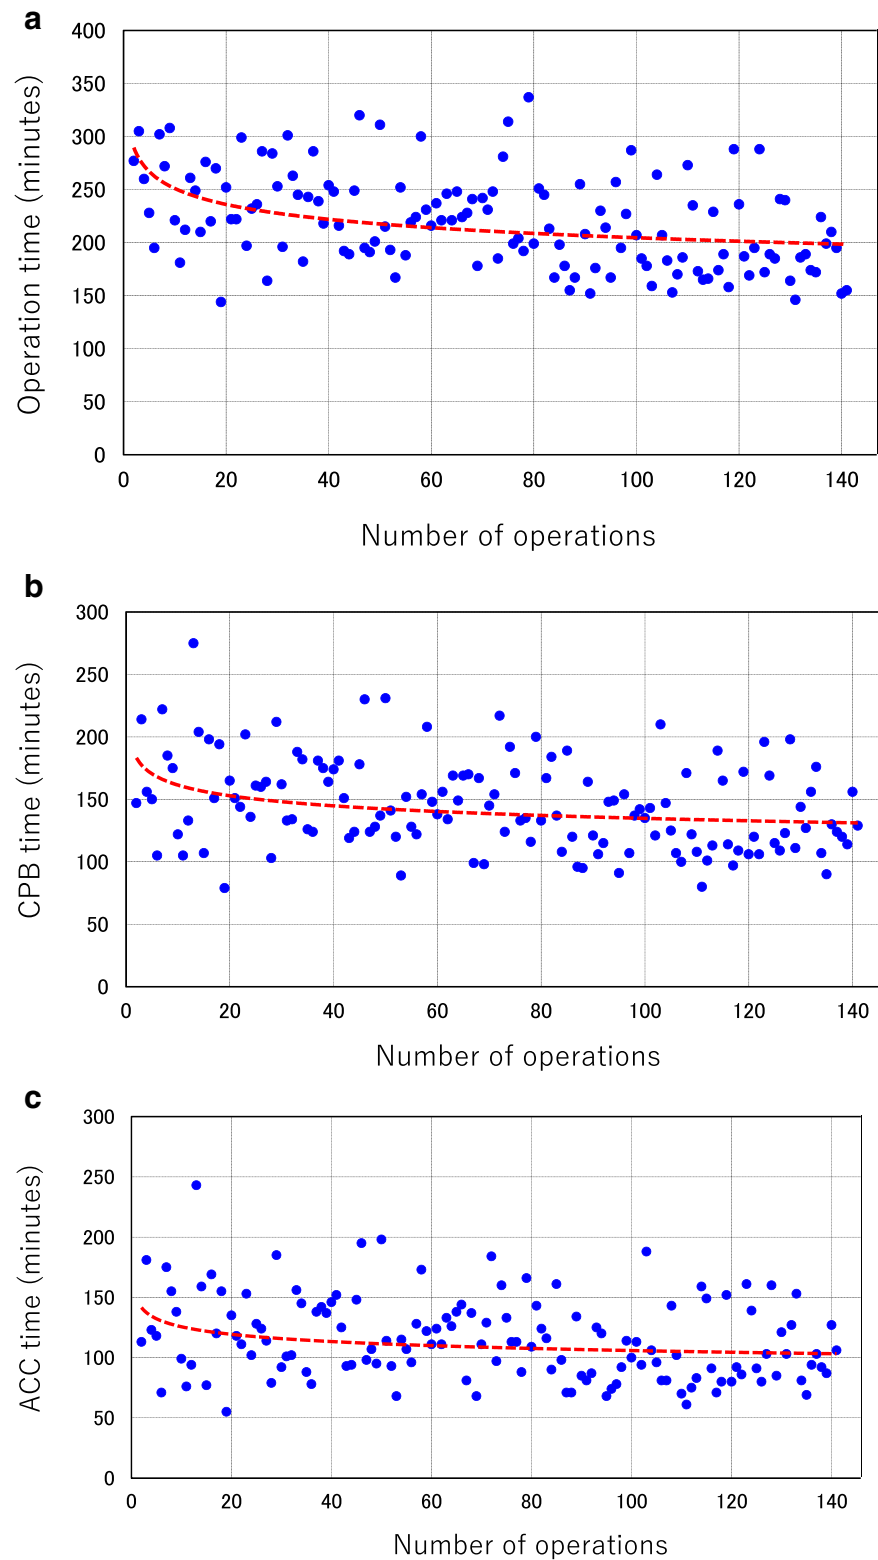 a
400
350
300
250
200
150
100
50
0
0 20 40 60 80 100 120 140
Operation time (minutes)
Number of operations
b
300
250
200
150
100
50
0
0 20 40 60 80 100 120 140
CPB time (minutes)
Number of operations
c
300
250
200
150
100
50
0
0 20 40 60 80 100 120 140
ACC time (minutes)
Number of operations